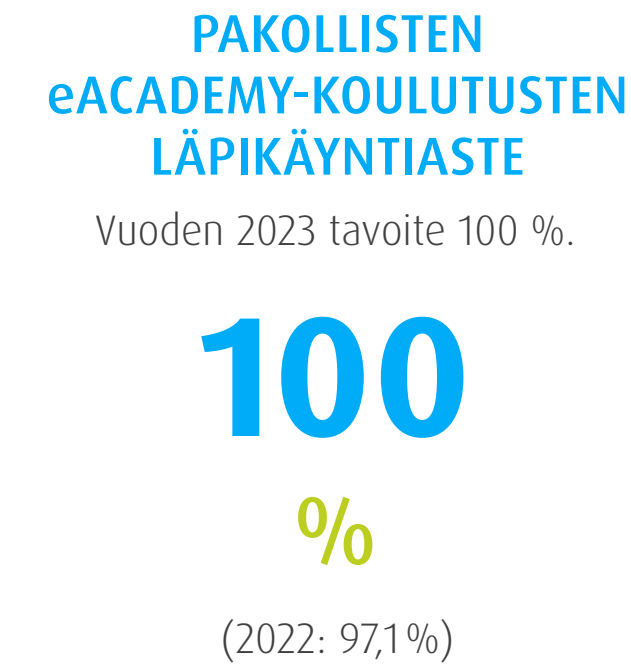 PAKOLLISTEN
eACADEMY-KOULUTUSTEN
LÄPIKÄYNTIASTE
Vuoden 2023 tavoite 100 %.
100
%
(2022: 97,1%)